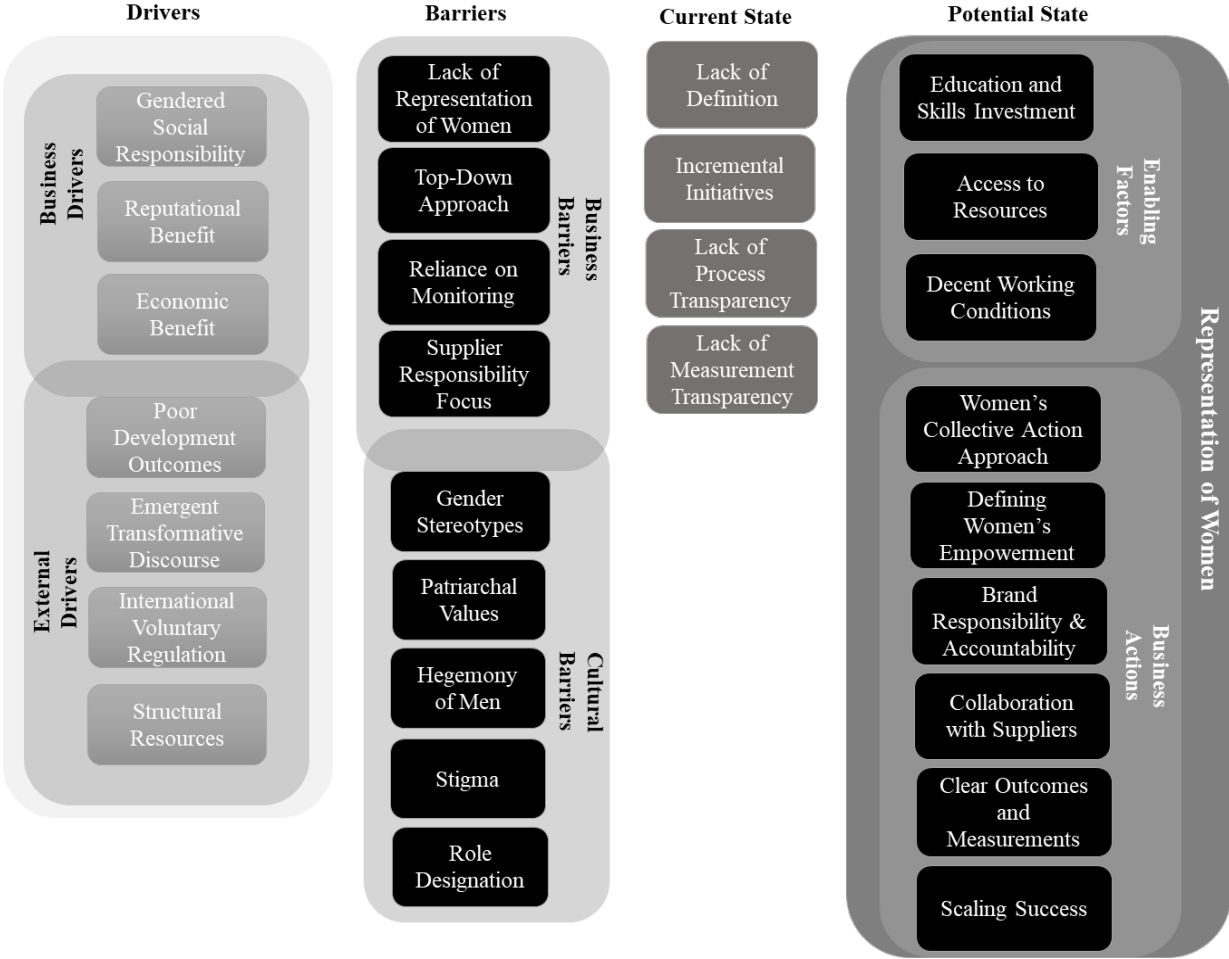 Drivers
Gendered
Social
Responsibility
Reputational
Benefit
Economic
Benefit
Business
Drivers
Poor
Development
Outcomes
Emergent
Transformative
Discourse
International
Voluntary
Regulation
Structural
Resources
External
Drivers
Barriers
Lack of
Representation
of Women
Top-Down
Approach
Reliance on
Monitoring
Supplier
Responsibility
Focus
Business
Barriers
Gender
Stereotypes
Patriarchal
Values
Hegemony
of Men
Stigma
Role
Designation
Cultural
Barriers
Current State
Lack of
Definition
Incremental
Initiatives
Lack of
Process
Transparency
Lack of
Measurement
Transparency
Potential State
Education and
Skills Investment
Access to
Resources
Decent Working
Conditions
Enabling
Factors
Women’s
Collective Action
Approach
Defining
Women’s
Empowerment
Brand
Responsibility &
Accountability
Collaboration
with Suppliers
Clear Outcomes
and
Measurements
Scaling Success
Business
Actions
Representation of Women